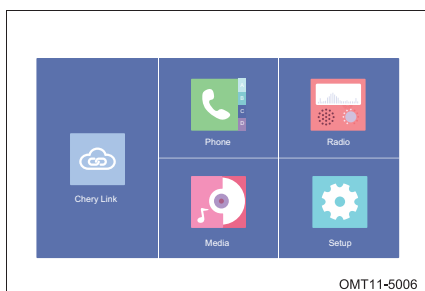 A
B
C
D
Phone
Radio
Chery Link
Media
Setup
OMT11-5006